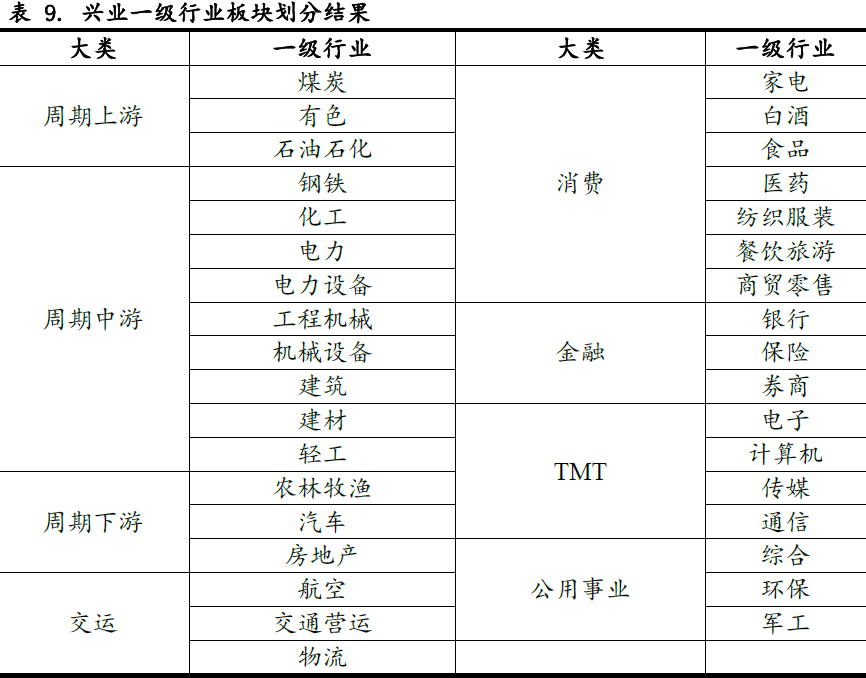 表 9. 兴业一级行业板块划分结果
大类 一级行业 大类 一级行业
周期上游 煤炭 消费 家电
有色 白酒
石油石化 食品
周期中游 钢铁 医药
化工 纺织服装
电力 餐饮旅游
电力设备 商贸零售
工程机械 金融 银行
机械设备 保险
建筑 券商
建材 TMT 电子
轻工 计算机
周期下游 农林牧渔 传媒
汽车 通信
房地产 公用事业 综合
交运 航空 环保
交通营运 军工
物流